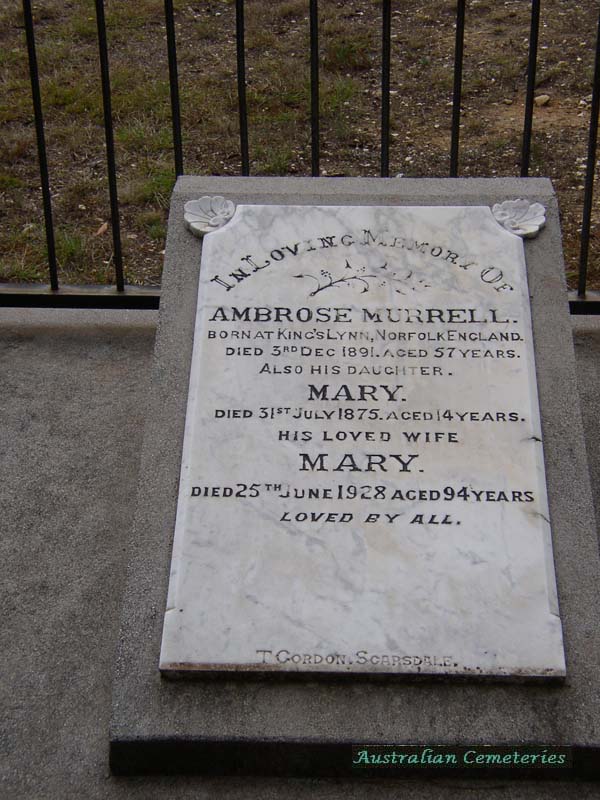 In Loving Memory Of
AMBROSE MURRELL.
BORN AT KING'S LYNN, NORFOLK ENGLAND.
DIED 3RD DEC 1891. AGED 57 YEARS.
ALSO HIS DAUGHTER.
MARY.
DIED 31ST JULY 1875. AGED 14 YEARS.
HIS LOVED WIFE
MARY.
DIED 25TH JUNE 1928 AGED 94 YEARS
LOVED BY ALL.
T GORDON. SCARSDALE.
Australian Cemeteries